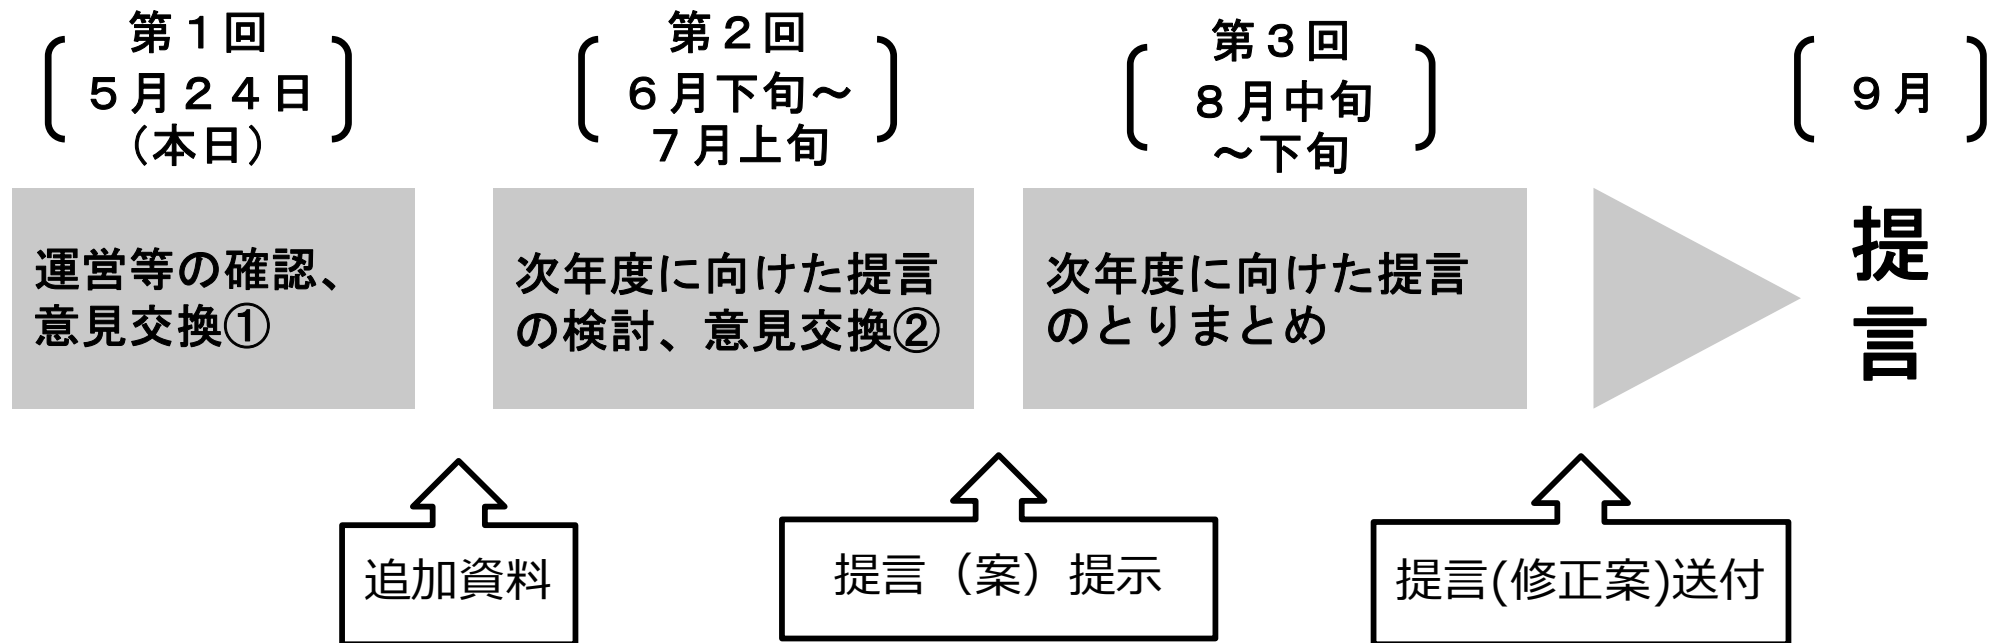 第１回
５月２４日
（本日）
第２回
６月下旬～
７月上旬
第３回
８月中旬
～下旬
９月
運営等の確認、
意見交換①
次年度に向けた提言
の検討、意見交換②
次年度に向けた提言
のとりまとめ
提言
追加資料
提言（案）提示
提言(修正案)送付